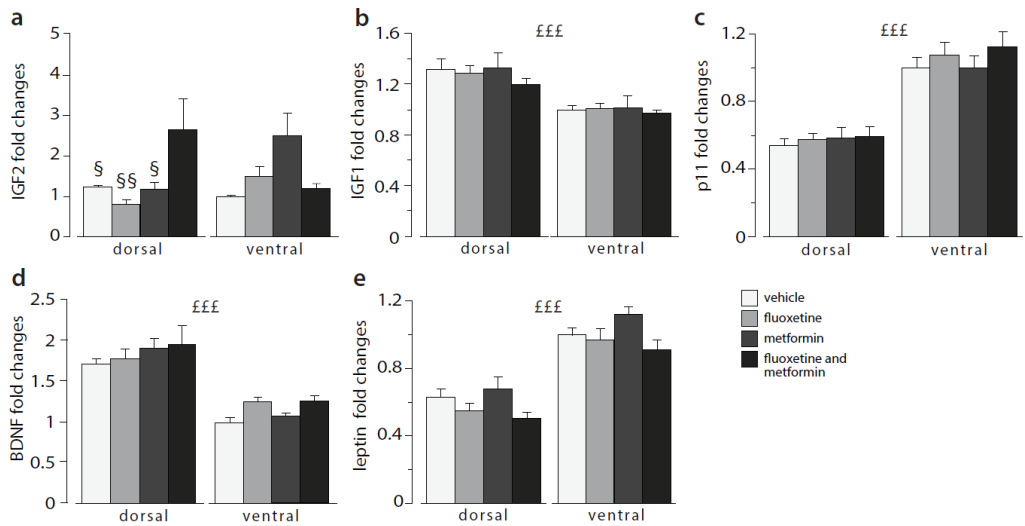 a
IGF2 fold changes
5
4
3
2
1
0
§
§§
§
dorsal
ventral
b
IGF1 fold changes
1.6
1.2
0.8
0.4
0
£££
dorsal
ventral
c
p11 fold changes
1.2
0.8
0.4
0
£££
dorsal
ventral
d
BDNF fold changes
2.5
2
1.5
1
0.5
0
£££
dorsal
ventral
e
leptin fold changes
1.2
0.8
0.4
0
£££
dorsal
ventral
vehicle
fluoxetine
metformin
fluoxetine and
metformin